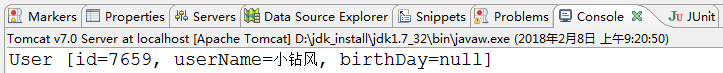 Markers Properties Servers Data Source Explorer Snippets Problems Console JUnit
Tomcat v7.0 Server at localhost [Apache Tomcat] D:\jdk_install\jdk1.7_32\bin\javaw.exe (2018年2月8日 上午9:20:50)
User [id=7659, userName=小钻风, birthDay=null]